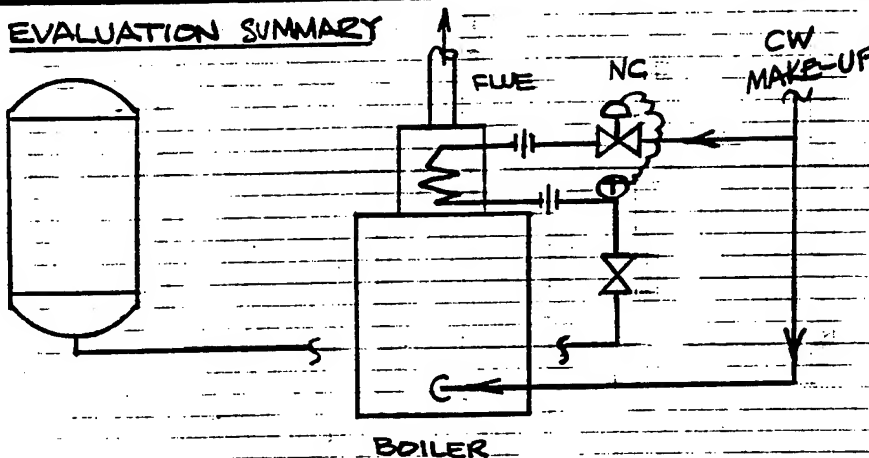 EVALUATION SUMMARY
FLUE
NC
CW
MAKE-UP
T
BOILER